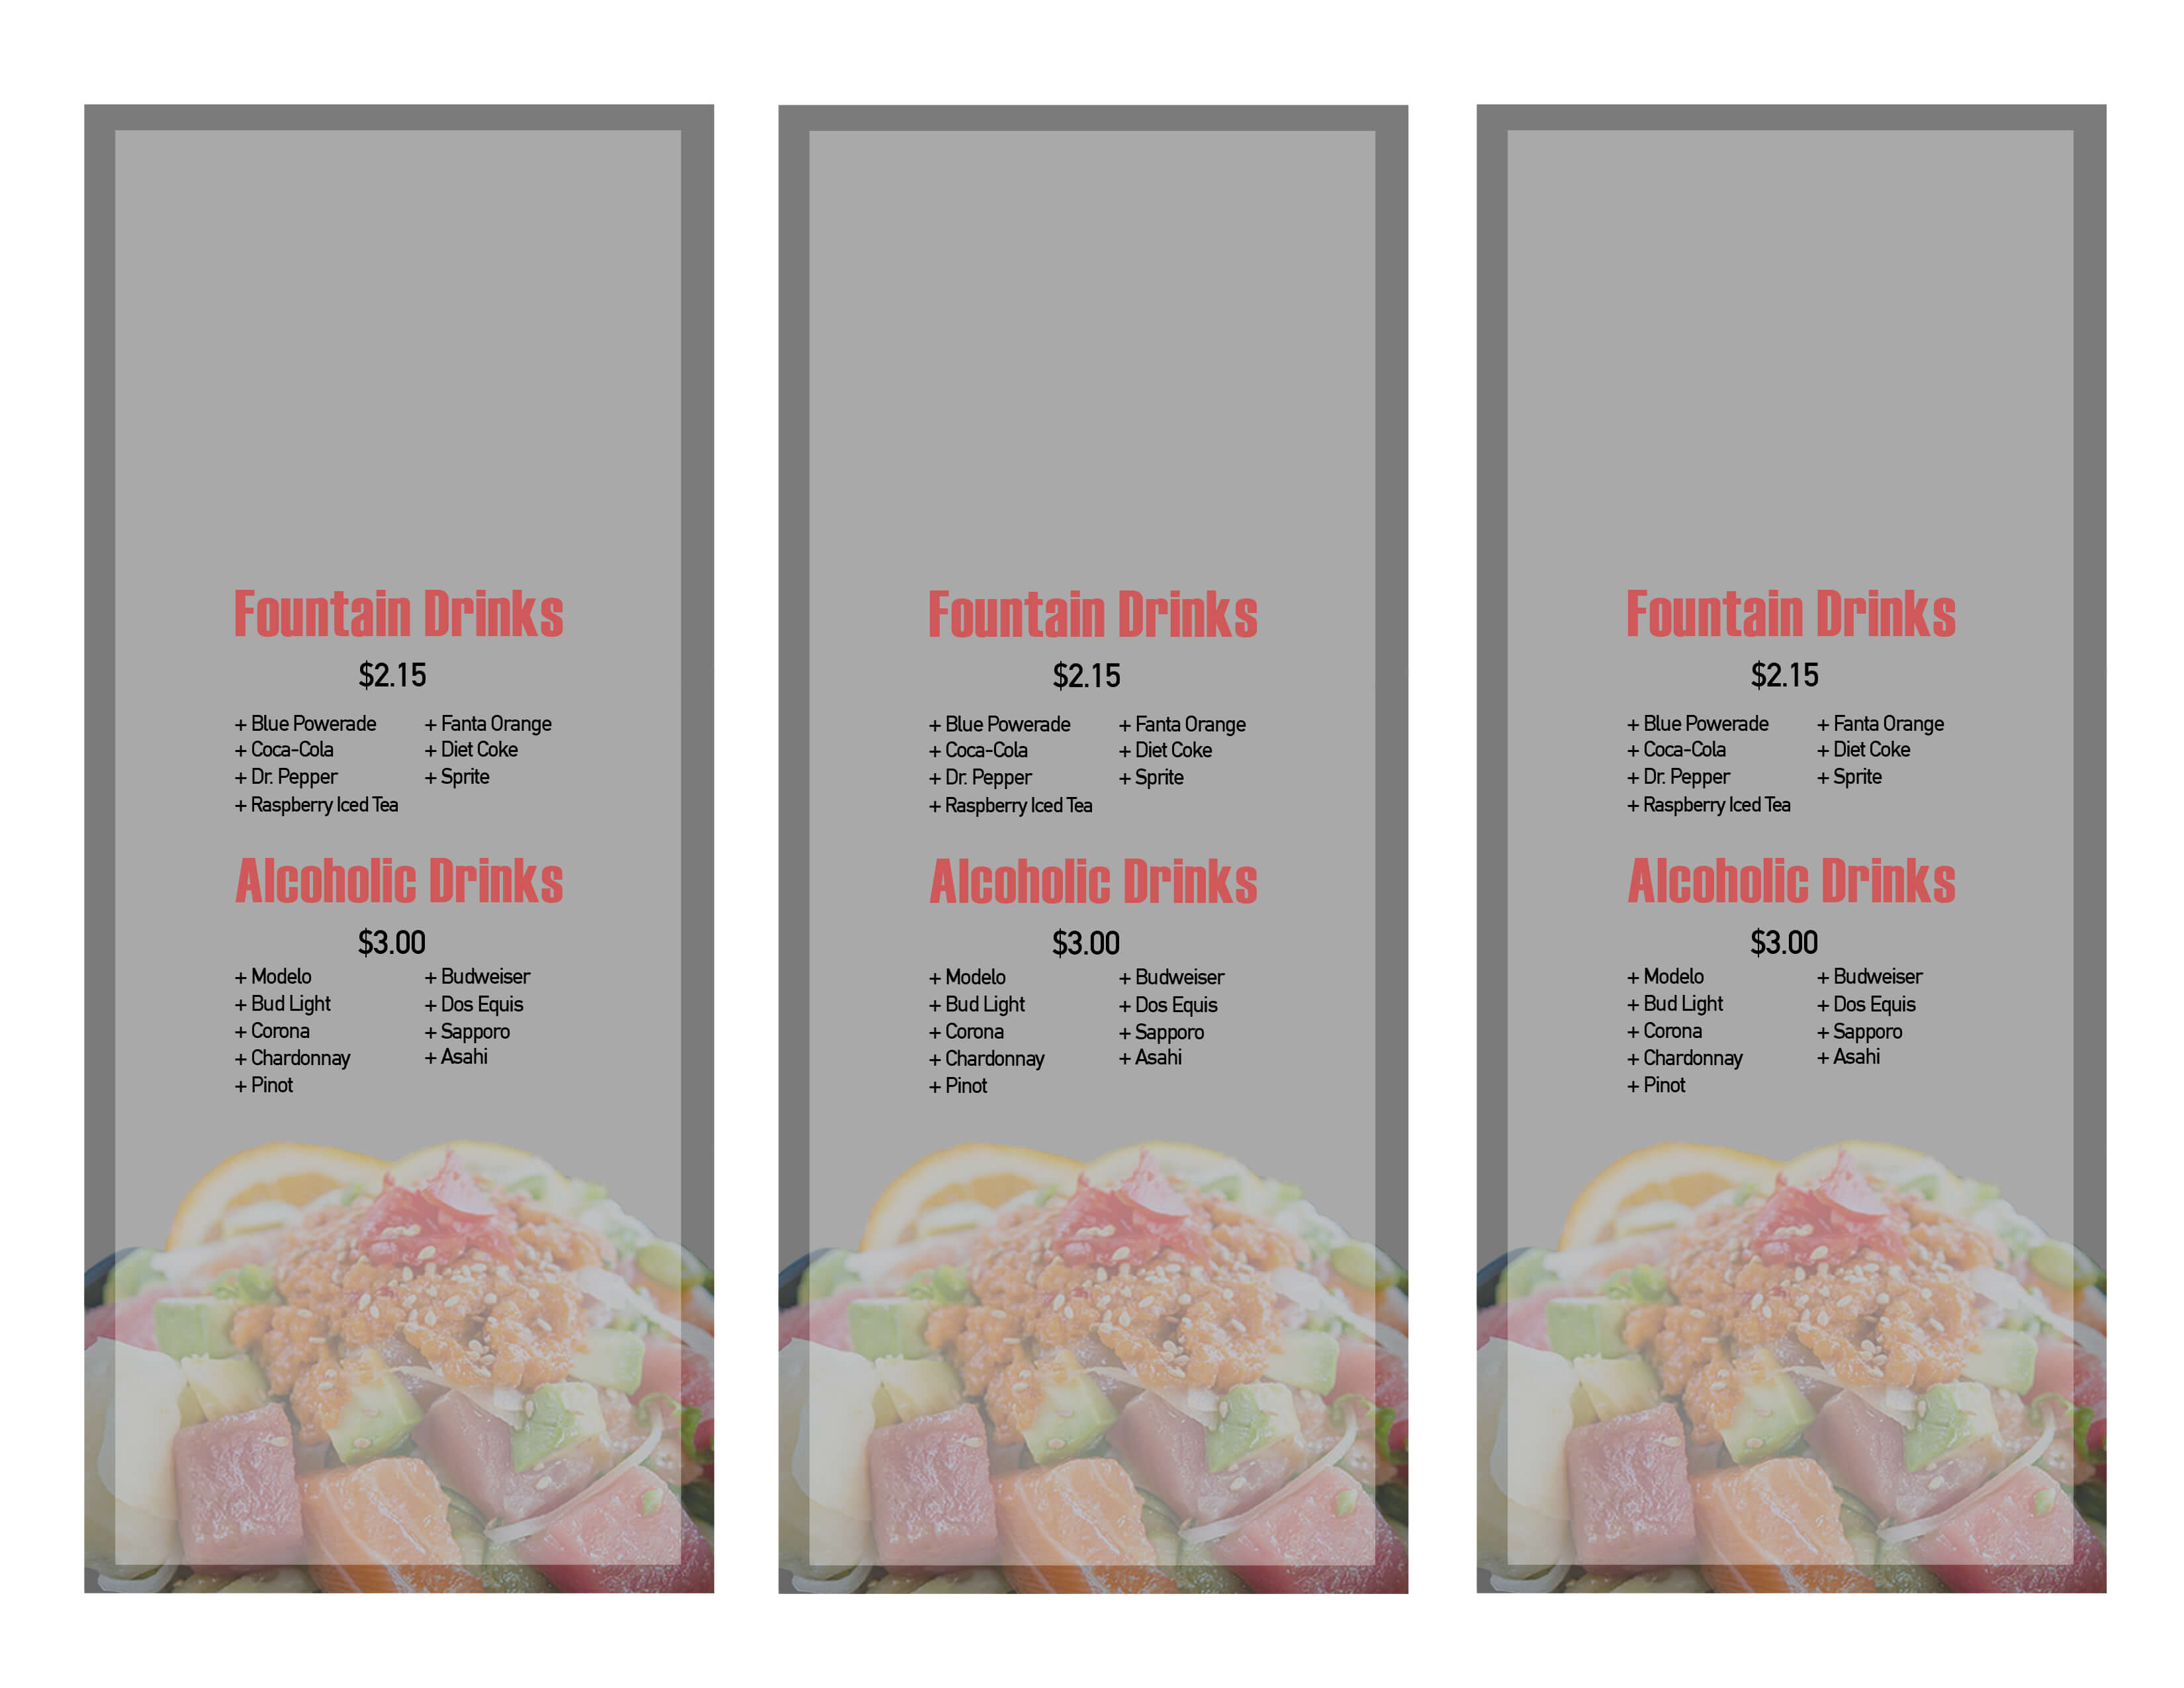 Fountain Drinks
$2.15
+ Blue Powerade
+ Coca-Cola
+ Dr. Pepper
+ Raspberry Iced Tea
+ Fanta Orange
+ Diet Coke
+ Sprite
Alcoholic Drinks
$3.00
+ Modelo
+ Bud Light
+ Corona
+ Chardonnay
+ Pinot
+ Budweiser
+ Dos Equis
+ Sapporo
+ Asahi
Fountain Drinks
$2.15
+ Blue Powerade
+ Coca-Cola
+ Dr. Pepper
+ Raspberry Iced Tea
+ Fanta Orange
+ Diet Coke
+ Sprite
Alcoholic Drinks
$3.00
+ Modelo
+ Bud Light
+ Corona
+ Chardonnay
+ Pinot
+ Budweiser
+ Dos Equis
+ Sapporo
+ Asahi
Fountain Drinks
$2.15
+ Blue Powerade
+ Coca-Cola
+ Dr. Pepper
+ Raspberry Iced Tea
+ Fanta Orange
+ Diet Coke
+ Sprite
Alcoholic Drinks
$3.00
+ Modelo
+ Bud Light
+ Corona
+ Chardonnay
+ Pinot
+ Budweiser
+ Dos Equis
+ Sapporo
+ Asahi